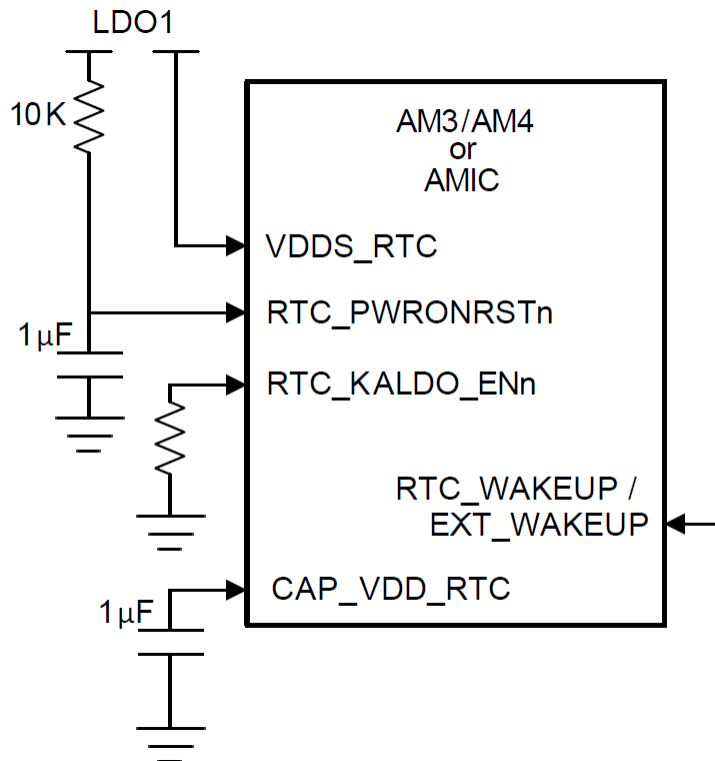 LDO1
10K
AM3/AM4
or
AMIC
VDDS_RTC
RTC_PWRONRSTn
1µF
RTC_KALDO_ENn
RTC_WAKEUP /
EXT_WAKEUP
CAP_VDD_RTC
1µF